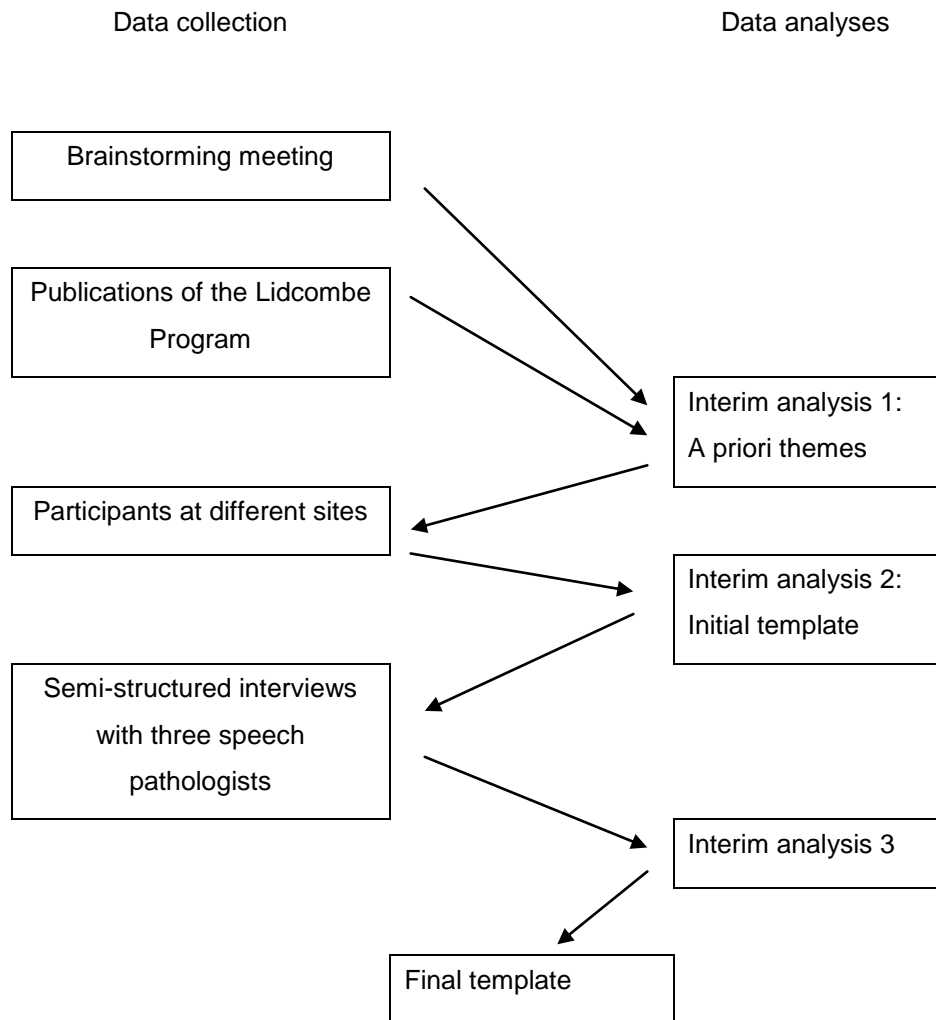 Data collection
Data analyses
Brainstorming meeting
Publications of the Lidcombe
Program
Interim analysis 1:
A priori themes
Participants at different sites
Interim analysis 2:
Initial template
Semi-structured interviews
with three speech
pathologists
Interim analysis 3
Final template